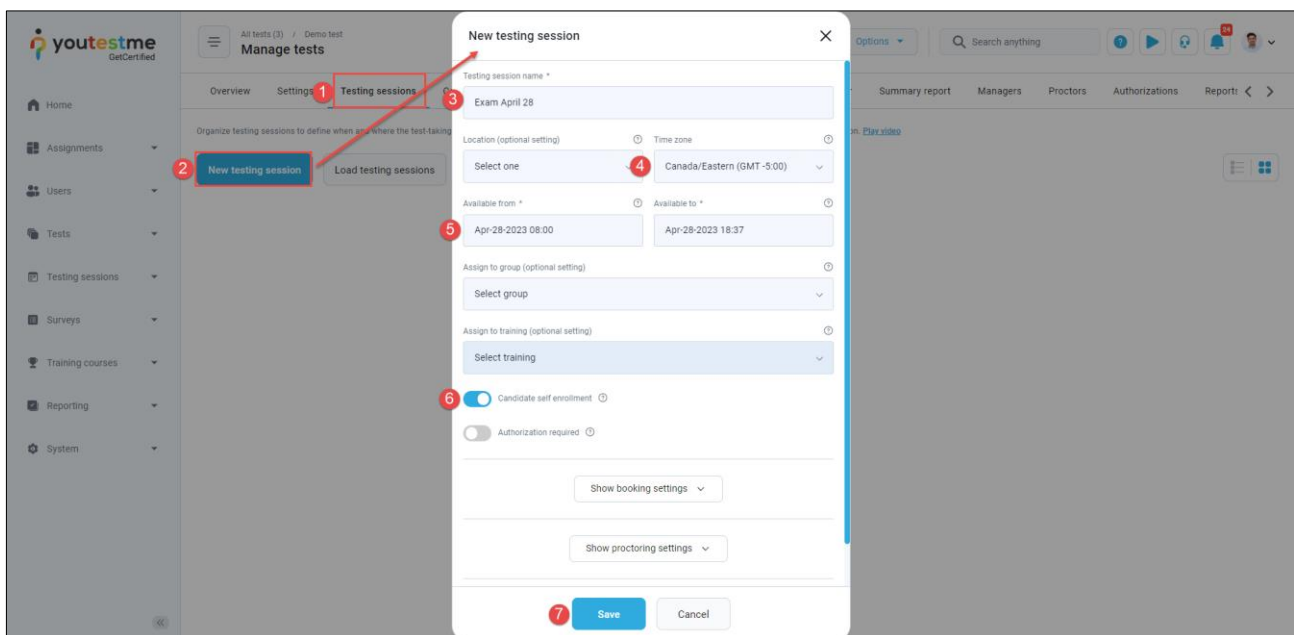 youtestme
GetCertified
Home
Assignments
Users
Tests
Testing sessions
Surveys
Training courses
Reporting
System
All tests (3) / Demo test
Manage tests
Options
Search anything
24
Overview Settings 1 Testing sessions
Summary report Managers Proctors Authorizations Reports
Organize testing sessions to define when and where the test-taking
on. Play video
2 New testing session Load testing sessions
New testing session
Testing session name *
3 Exam April 28
Location (optional setting) Time zone
Select one 4 Canada/Eastern (GMT -5:00)
Available from * Available to *
5 Apr-28-2023 08:00 Apr-28-2023 18:37
Assign to group (optional setting)
Select group
Assign to training (optional setting)
Select training
6 Candidate self enrollment
Authorization required
Show booking settings
Show proctoring settings
7 Save Cancel